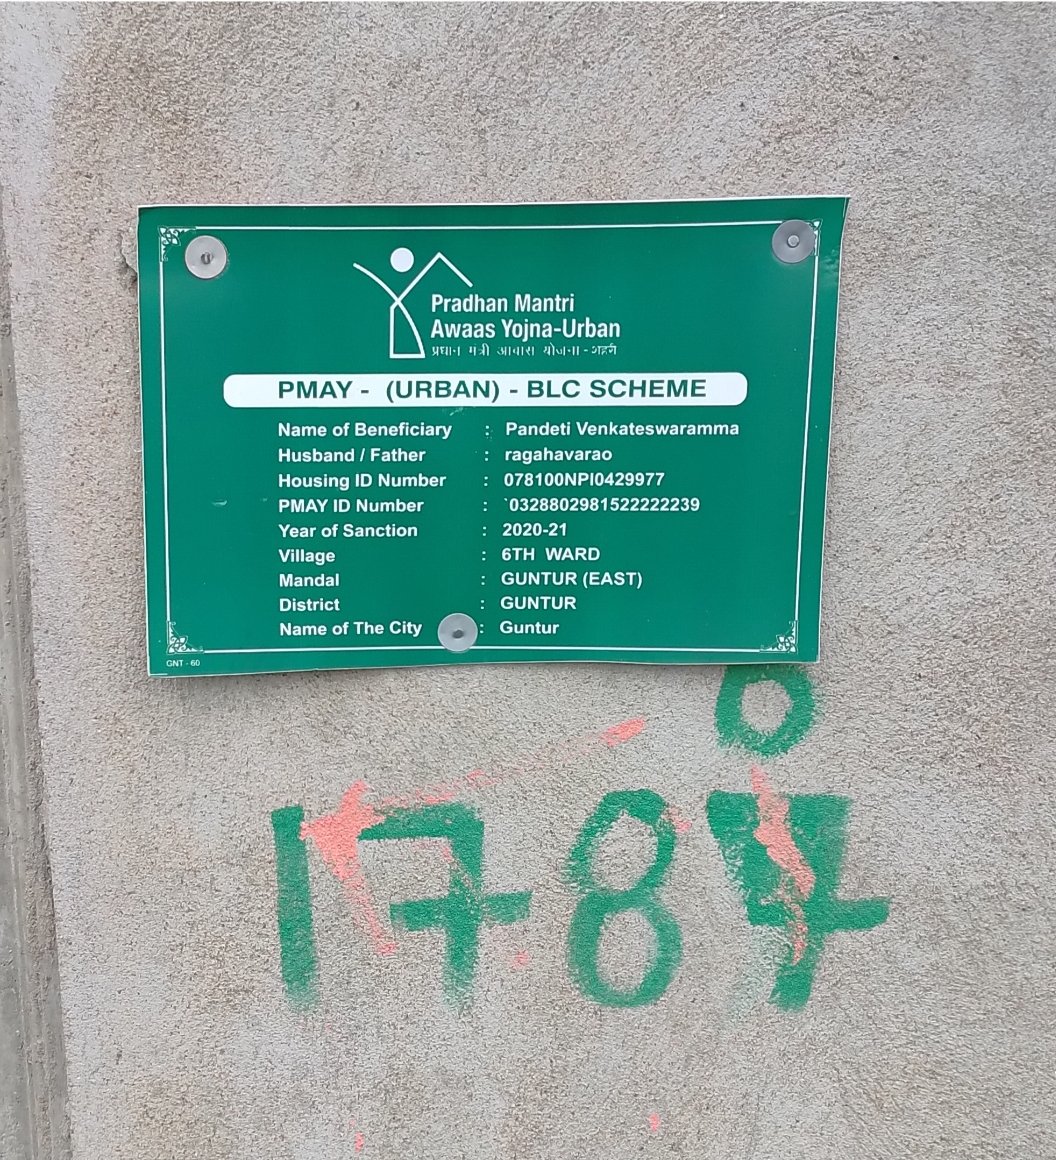 Pradhan Mantri
Awaas Yojna-Urban
प्रधान मंत्री आवास योजना - शहरी
PMAY - (URBAN) - BLC SCHEME
Name of Beneficiary : Pandeti Venkateswaramma
Husband / Father : ragahavarao
Housing ID Number : 078100NPI0429977
PMAY ID Number : `0328802981522222239
Year of Sanction : 2020-21
Village : 6TH WARD
Mandal : GUNTUR (EAST)
District : GUNTUR
Name of The City : Guntur
GNT - 60
0
178